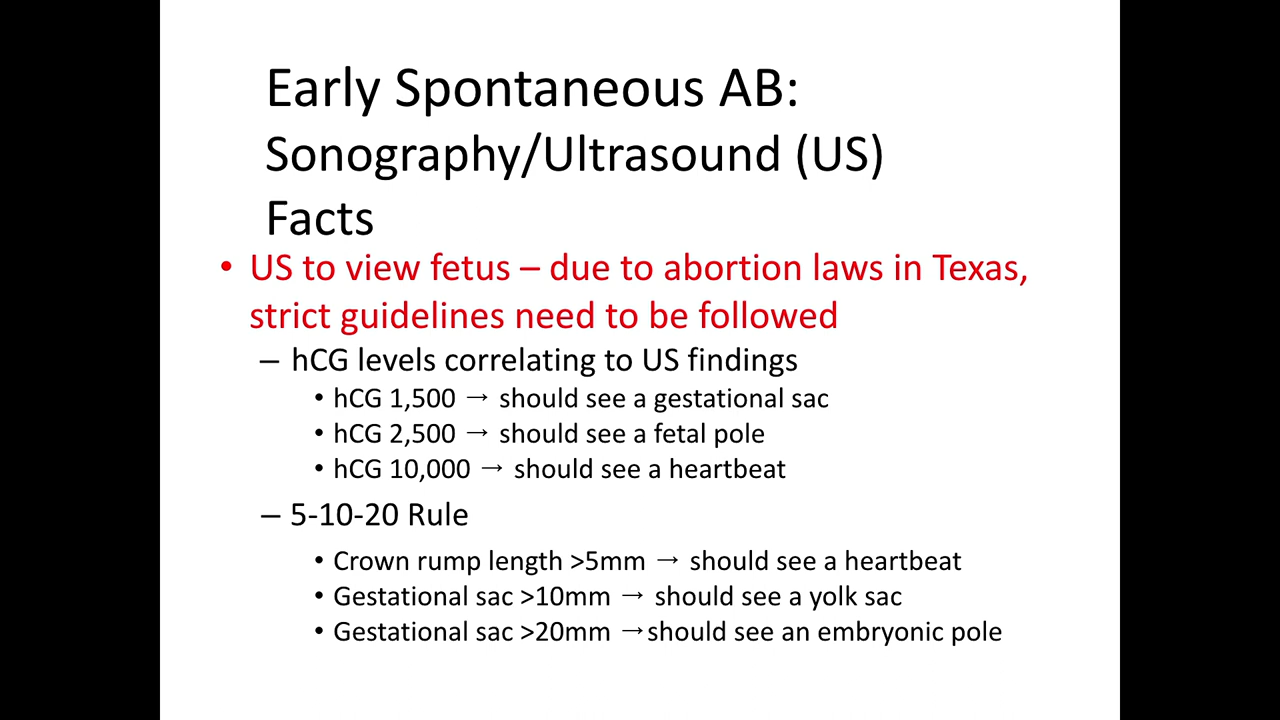 Early Spontaneous AB:
Sonography/Ultrasound (US)
Facts
• US to view fetus – due to abortion laws in Texas,
strict guidelines need to be followed
– hCG levels correlating to US findings
• hCG 1,500 → should see a gestational sac
• hCG 2,500 → should see a fetal pole
• hCG 10,000 → should see a heartbeat
– 5-10-20 Rule
• Crown rump length >5mm → should see a heartbeat
• Gestational sac >10mm → should see a yolk sac
• Gestational sac >20mm →should see an embryonic pole